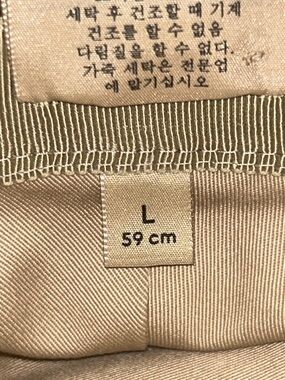 세탁 후 건조할 때 기계
건조를 할 수 없음
다림질을 할 수 없다.
가죽 세탁은 전문업
에 맡기십시오
L
59 cm